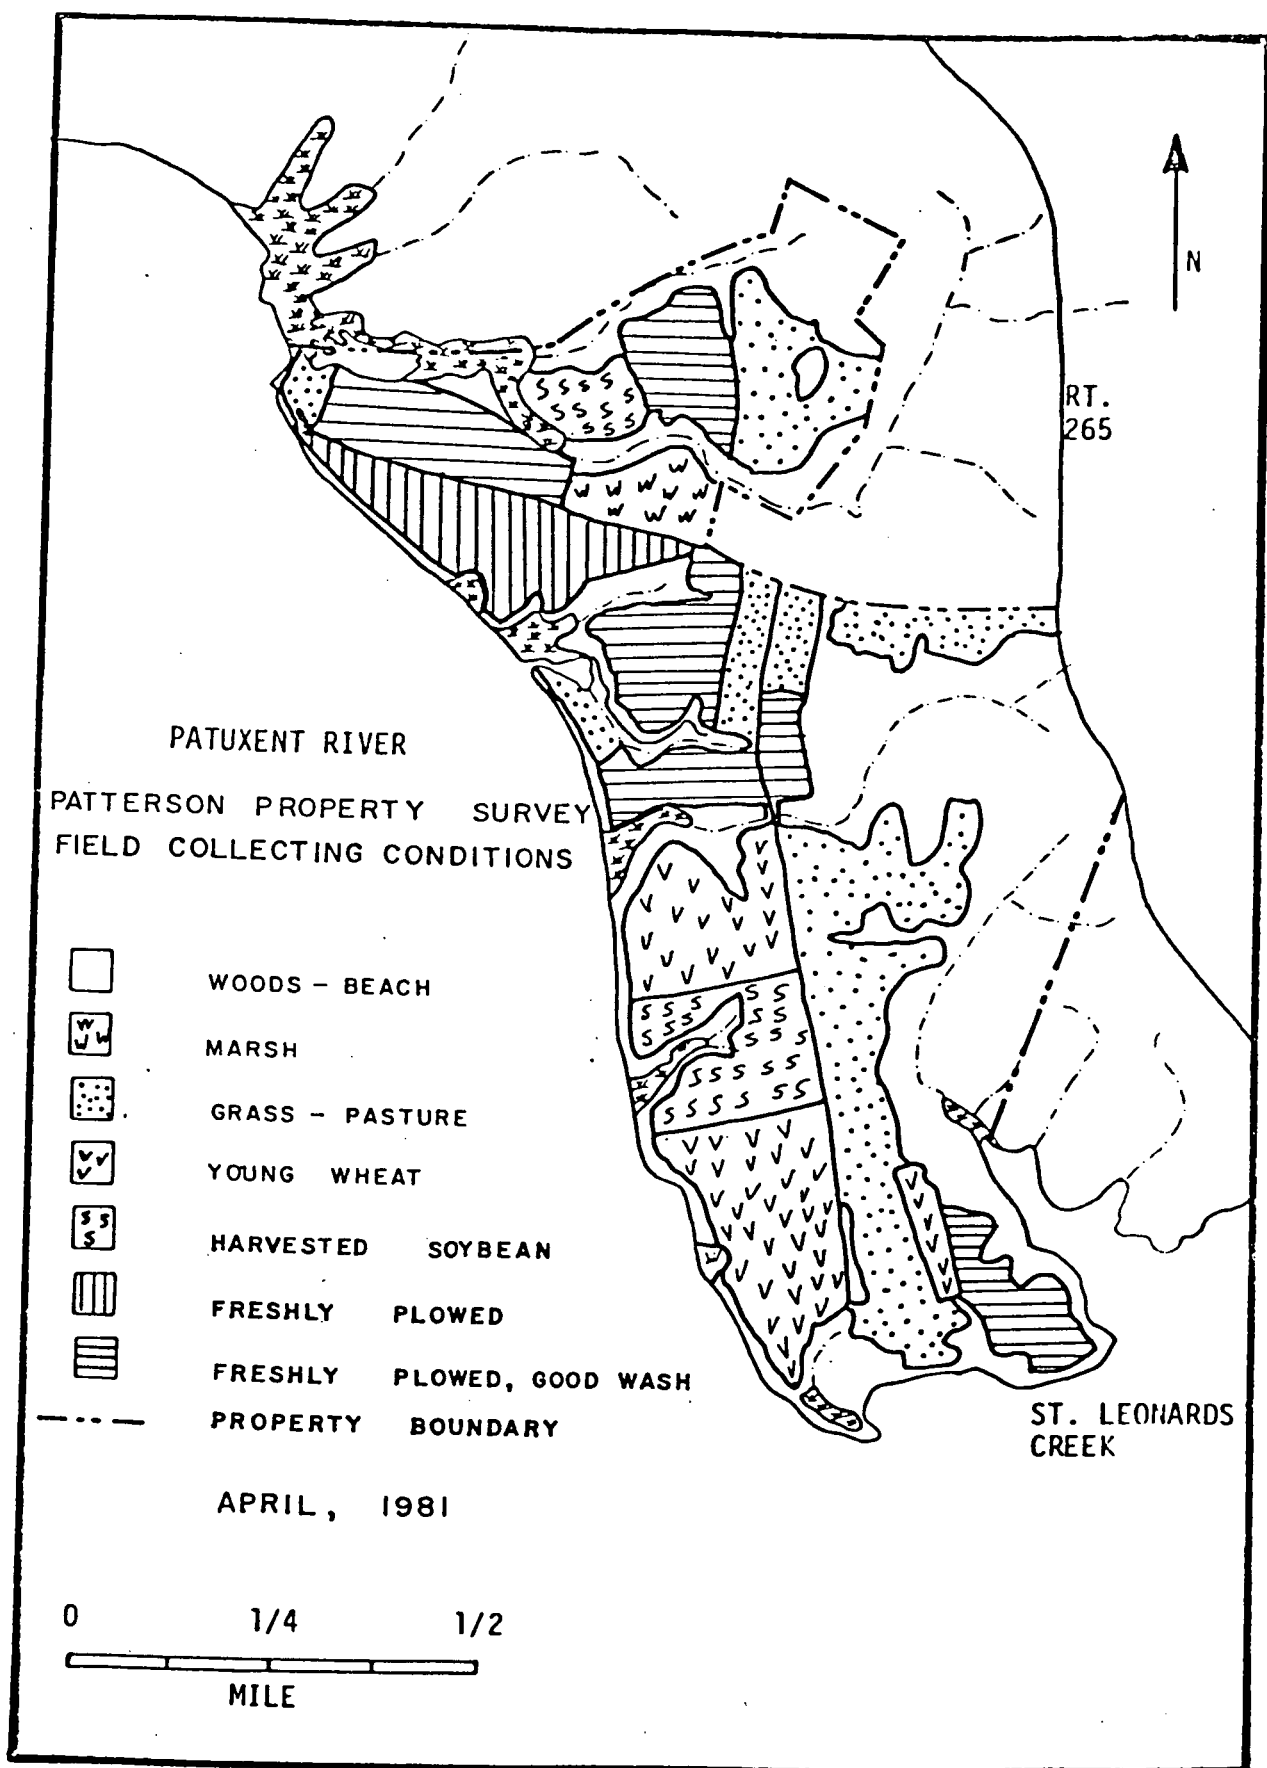 N
RT.
265
PATUXENT RIVER
PATTERSON PROPERTY SURVEY
FIELD COLLECTING CONDITIONS
WOODS - BEACH
MARSH
GRASS - PASTURE
YOUNG WHEAT
HARVESTED SOYBEAN
FRESHLY PLOWED
FRESHLY PLOWED, GOOD WASH
PROPERTY BOUNDARY
ST. LEONARDS
CREEK
APRIL, 1981
0 1/4 1/2
MILE